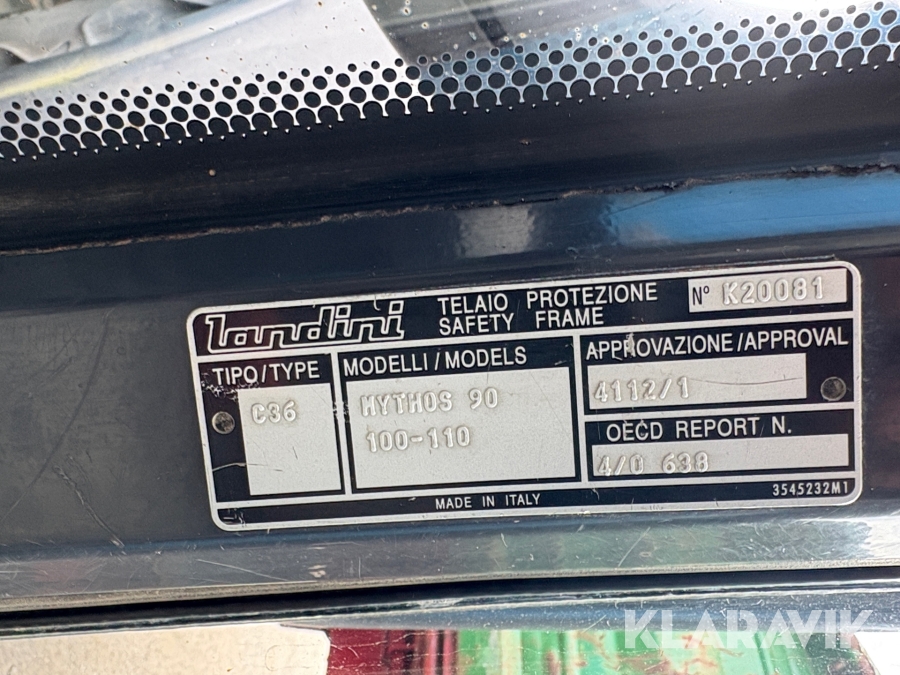 landini
TELAIO PROTEZIONE
SAFETY FRAME
N° K20081
TIPO/TYPE
C36
MODELLI/MODELS
MYTHOS 90
100-110
APPROVAZIONE/APPROVAL
4112/1
OECD REPORT N.
4/0 638
MADE IN ITALY
3545232M1
KLARAVIK